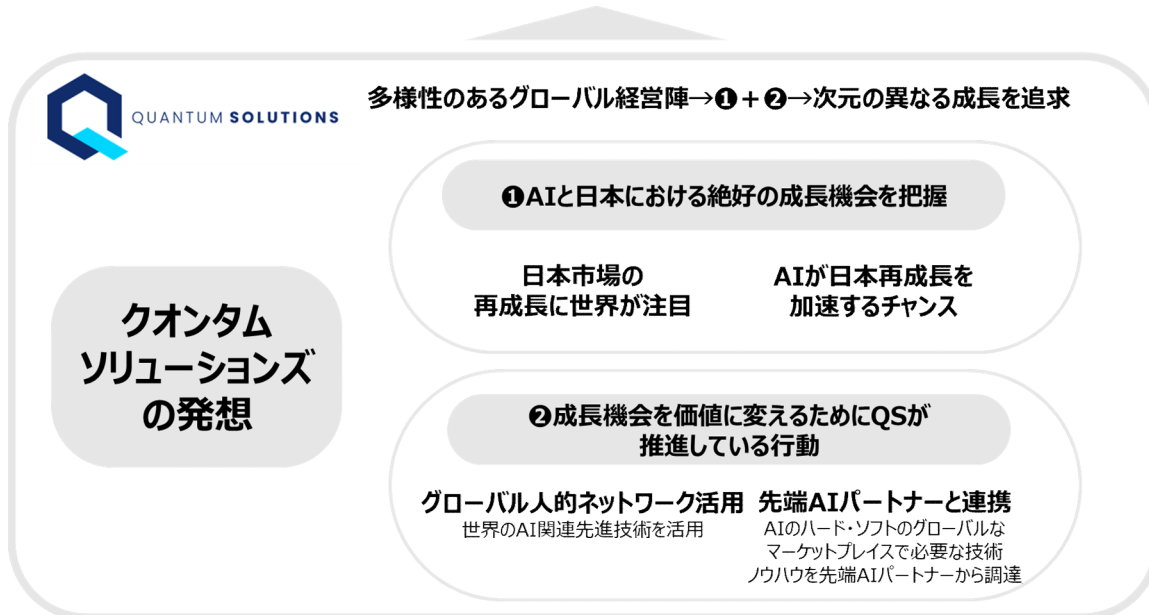 QUANTUM SOLUTIONS
多様性のあるグローバル経営陣→❶+❷→次元の異なる成長を追求
❶AIと日本における絶好の成長機会を把握
日本市場の
再成長に世界が注目
AIが日本再成長を
加速するチャンス
クオンタム
ソリューションズ
の発想
❷成長機会を価値に変えるためにQSが
推進している行動
グローバル人的ネットワーク活用
世界のAI関連先進技術を活用
先端AIパートナーと連携
AIのハード・ソフトのグローバルな
マーケットプレイスで必要な技術
ノウハウを先端AIパートナーから調達